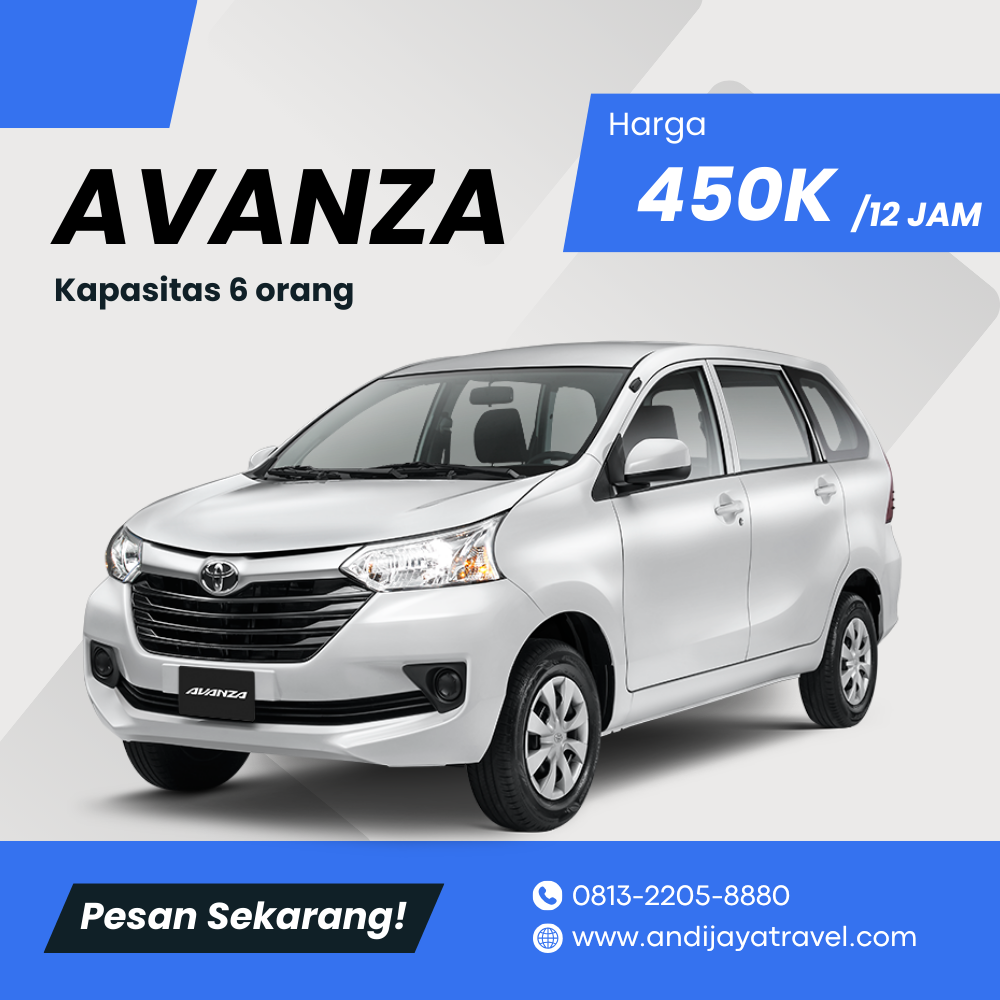 Harga
450K /12 JAM
AVANZA
Kapasitas 6 orang
AVANZA
Pesan Sekarang!
0813-2205-8880
www.andijayatravel.com